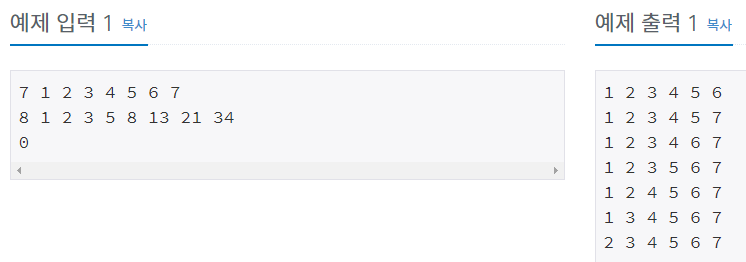 예제 입력 1 복사
7 1 2 3 4 5 6 7
8 1 2 3 5 8 13 21 34
0
예제 출력 1 복사
1 2 3 4 5 6
1 2 3 4 5 7
1 2 3 4 6 7
1 2 3 5 6 7
1 2 4 5 6 7
1 3 4 5 6 7
2 3 4 5 6 7